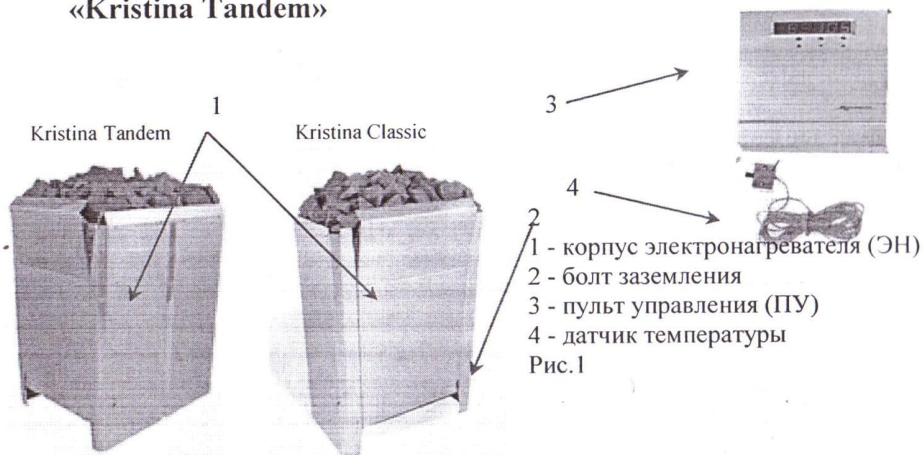 «Kristina Tandem»
1
3
Kristina Tandem
Kristina Classic
4
2
1 - корпус электронагревателя (ЭН)
2 - болт заземления
3 - пульт управления (ПУ)
4 - датчик температуры
Рис.1